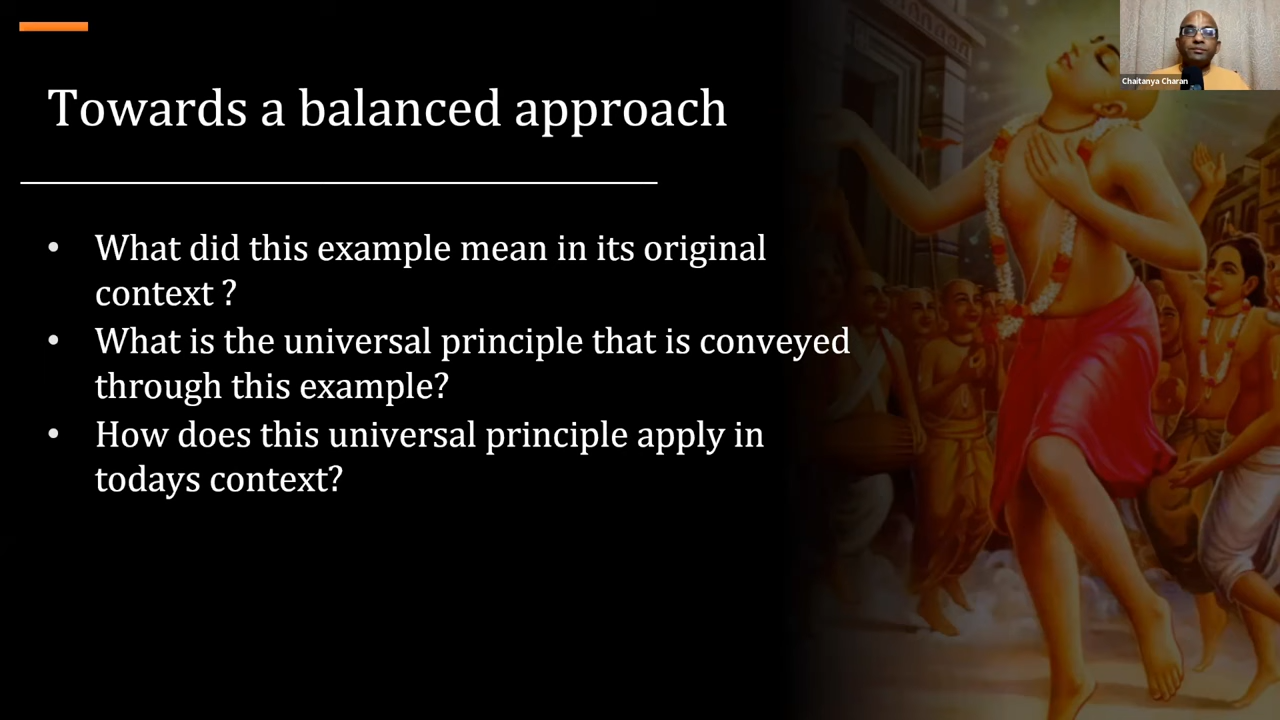 Chaitanya Charan
Towards a balanced approach
• What did this example mean in its original
context ?
• What is the universal principle that is conveyed
through this example?
• How does this universal principle apply in
todays context?